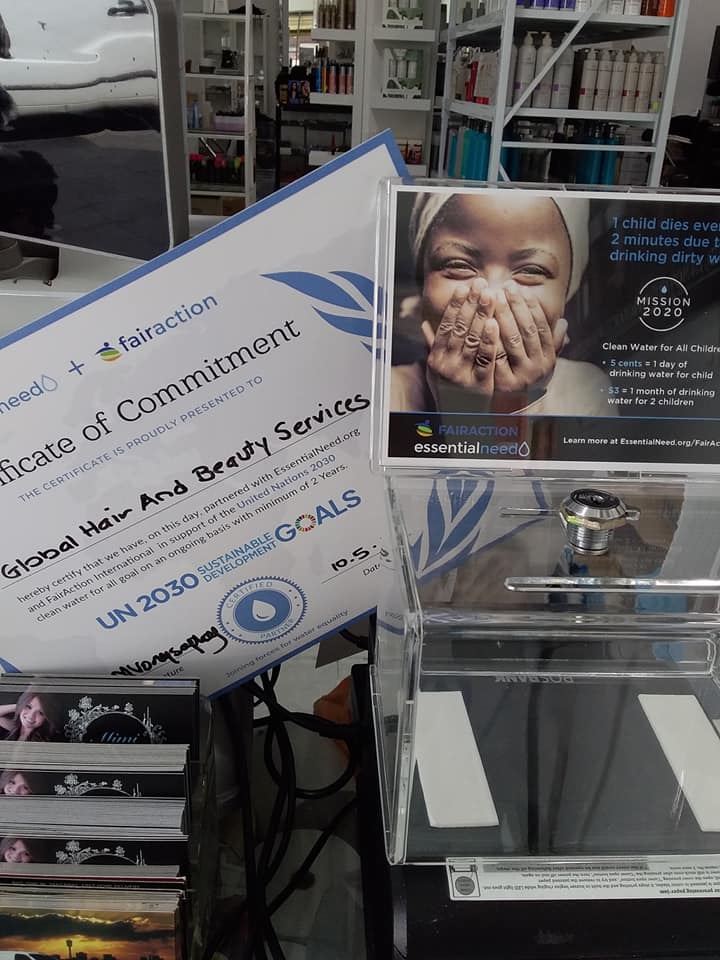 need + fairaction
ificate of Commitment
THE CERTIFICATE IS PROUDLY PRESENTED TO
Global Hair And Beauty Services
hereby certify that we have, on this day, partnered with EssentialNeed.org
and FairAction International in support of the United Nations 2030
clean water for all goal on an ongoing basis with minimum of 2 Years.
UN 2030 SUSTAINABLE DEVELOPMENT GOALS
CERTIFIED PARTNER
10.5.
Dat
ture
Joining forces for water equality
1 child dies eve
2 minutes due t
drinking dirty w
MISSION
2020
Clean Water for All Childre
• 5 cents = 1 day of
drinking water for child
• $3 = 1 month of drinking
water for 2 children
FAIRACTION
essentialneed
Learn more at EssentialNeed.org/FairAc
POSBANK
Mimi